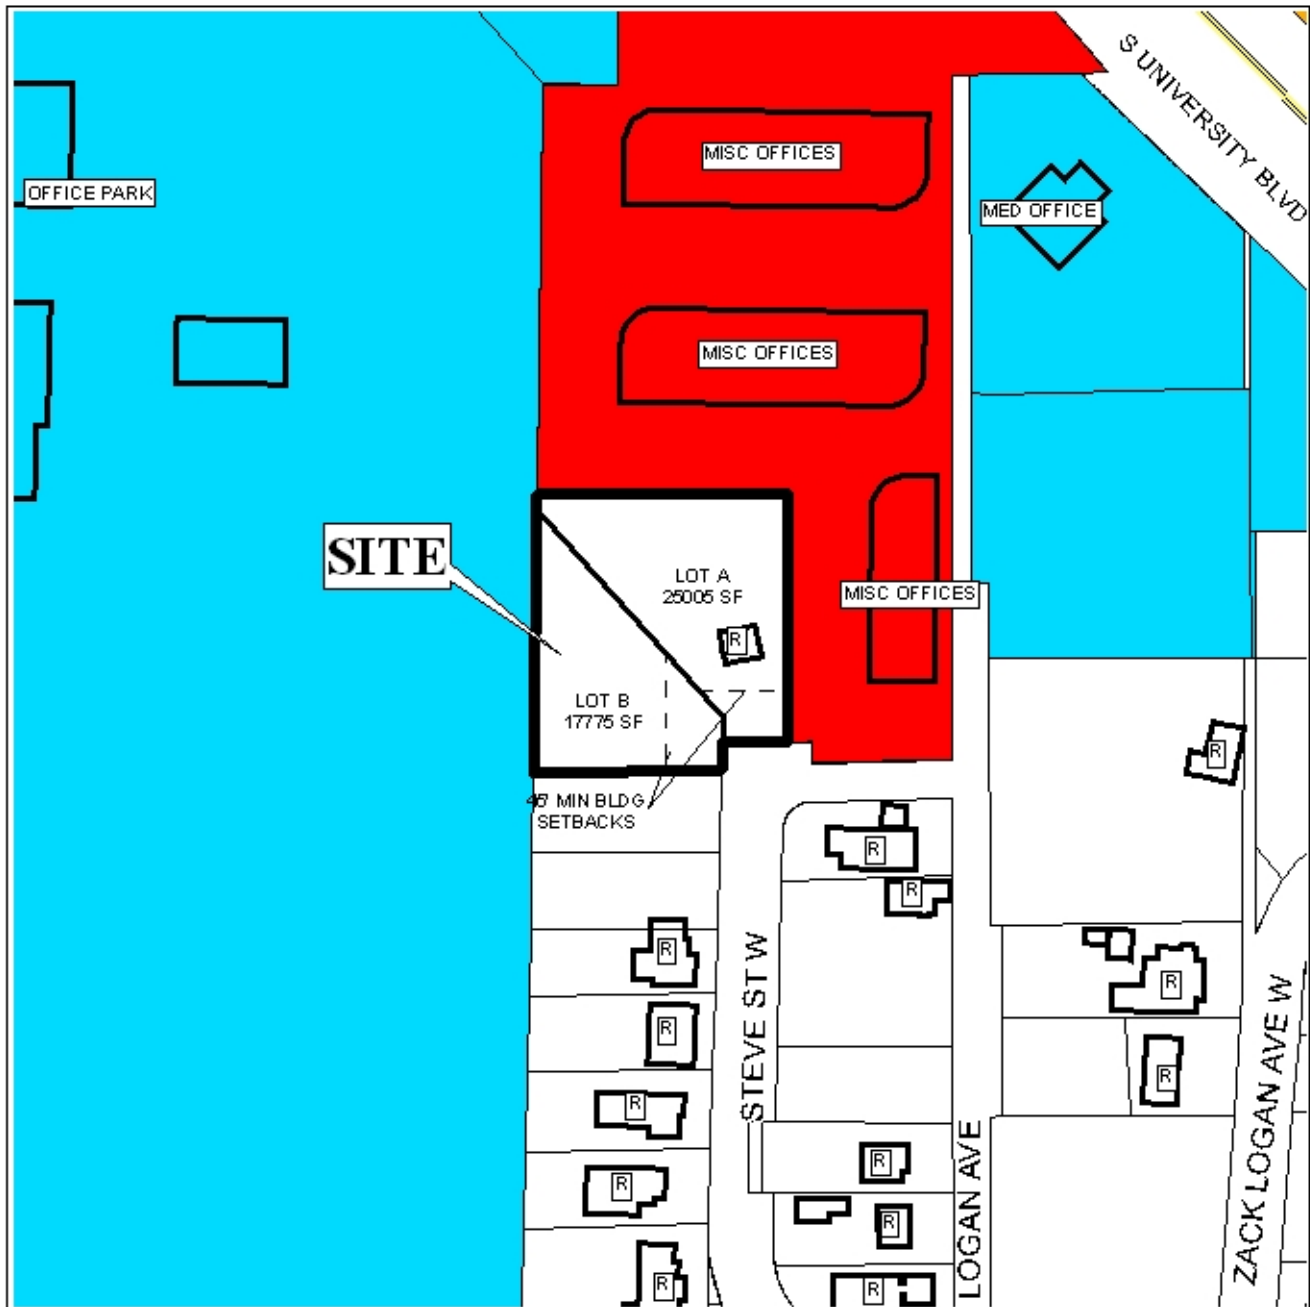 S UNIVERSITY BLVD
MISC OFFICES
OFFICE PARK
MED OFFICE
MISC OFFICES
SITE
LOT A
25005 SF
MISC OFFICES
R
LOT B
17775 SF
R
MIN BLDG
SETBACKS
R
R
R
STEVE ST W
R
R
R
R
R
LOGAN AVE
ZACK LOGAN AVE W
R
R
R
R
R